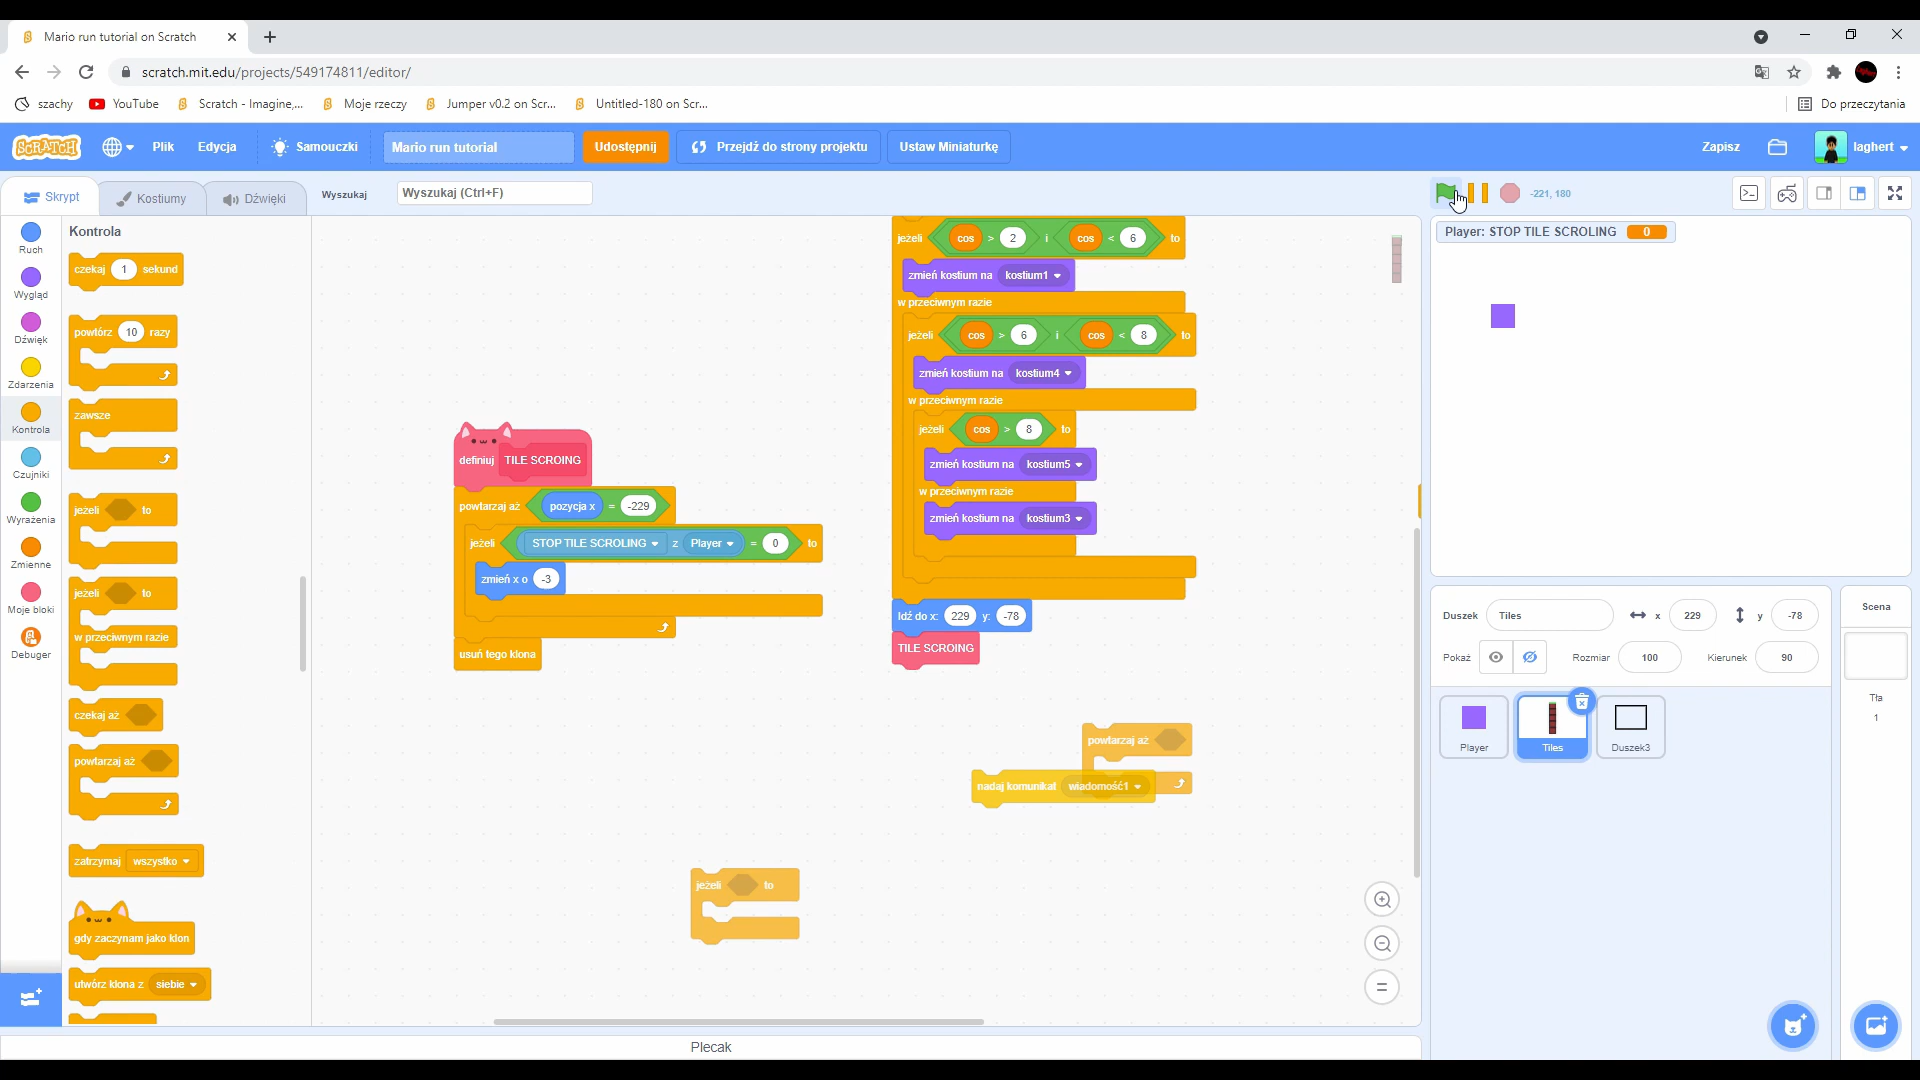 Mario run tutorial on Scratch
scratch.mit.edu/projects/549174811/editor/
szachy
YouTube
Scratch - Imagine,...
Moje rzeczy
Jumper v0.2 on Scr...
Untitled-180 on Scr...
Do przeczytania
SCRATCH
Plik
Edycja
Samouczki
Mario run tutorial
Udostępnij
Przejdź do strony projektu
Ustaw Miniaturkę
Zapisz
laghert
Skrypt
Kostiumy
Dźwięki
Wyszukaj
Wyszukaj (Ctrl+F)
-221, 180
Ruch
Wygląd
Dźwięk
Zdarzenia
Kontrola
Czujniki
Wyrażenia
Zmienne
Moje bloki
Debuger
Kontrola
czekaj 1 sekund
powtórz 10 razy
zawsze
jeżeli to
jeżeli to
w przeciwnym razie
czekaj aż
powtarzaj aż
zatrzymaj wszystko
gdy zaczynam jako klon
utwórz klona z siebie
definiuj TILE SCROING
powtarzaj aż pozycja x = -229
jeżeli STOP TILE SCROLING z Player = 0 to
zmień x o -3
usuń tego klona
jeżeli cos > 2 i cos < 6 to
zmień kostium na kostium1
w przeciwnym razie
jeżeli cos > 6 i cos < 8 to
zmień kostium na kostium4
w przeciwnym razie
jeżeli cos > 8 to
zmień kostium na kostium5
w przeciwnym razie
zmień kostium na kostium3
Idź do x: 229 y: -78
TILE SCROING
powtarzaj aż
nadaj komunikat wiadomość1
jeżeli to
Player: STOP TILE SCROLING 0
Duszek Tiles x 229 y -78
Pokaż Rozmiar 100 Kierunek 90
Player
Tiles
Duszek3
Scena
Tła
1
Plecak